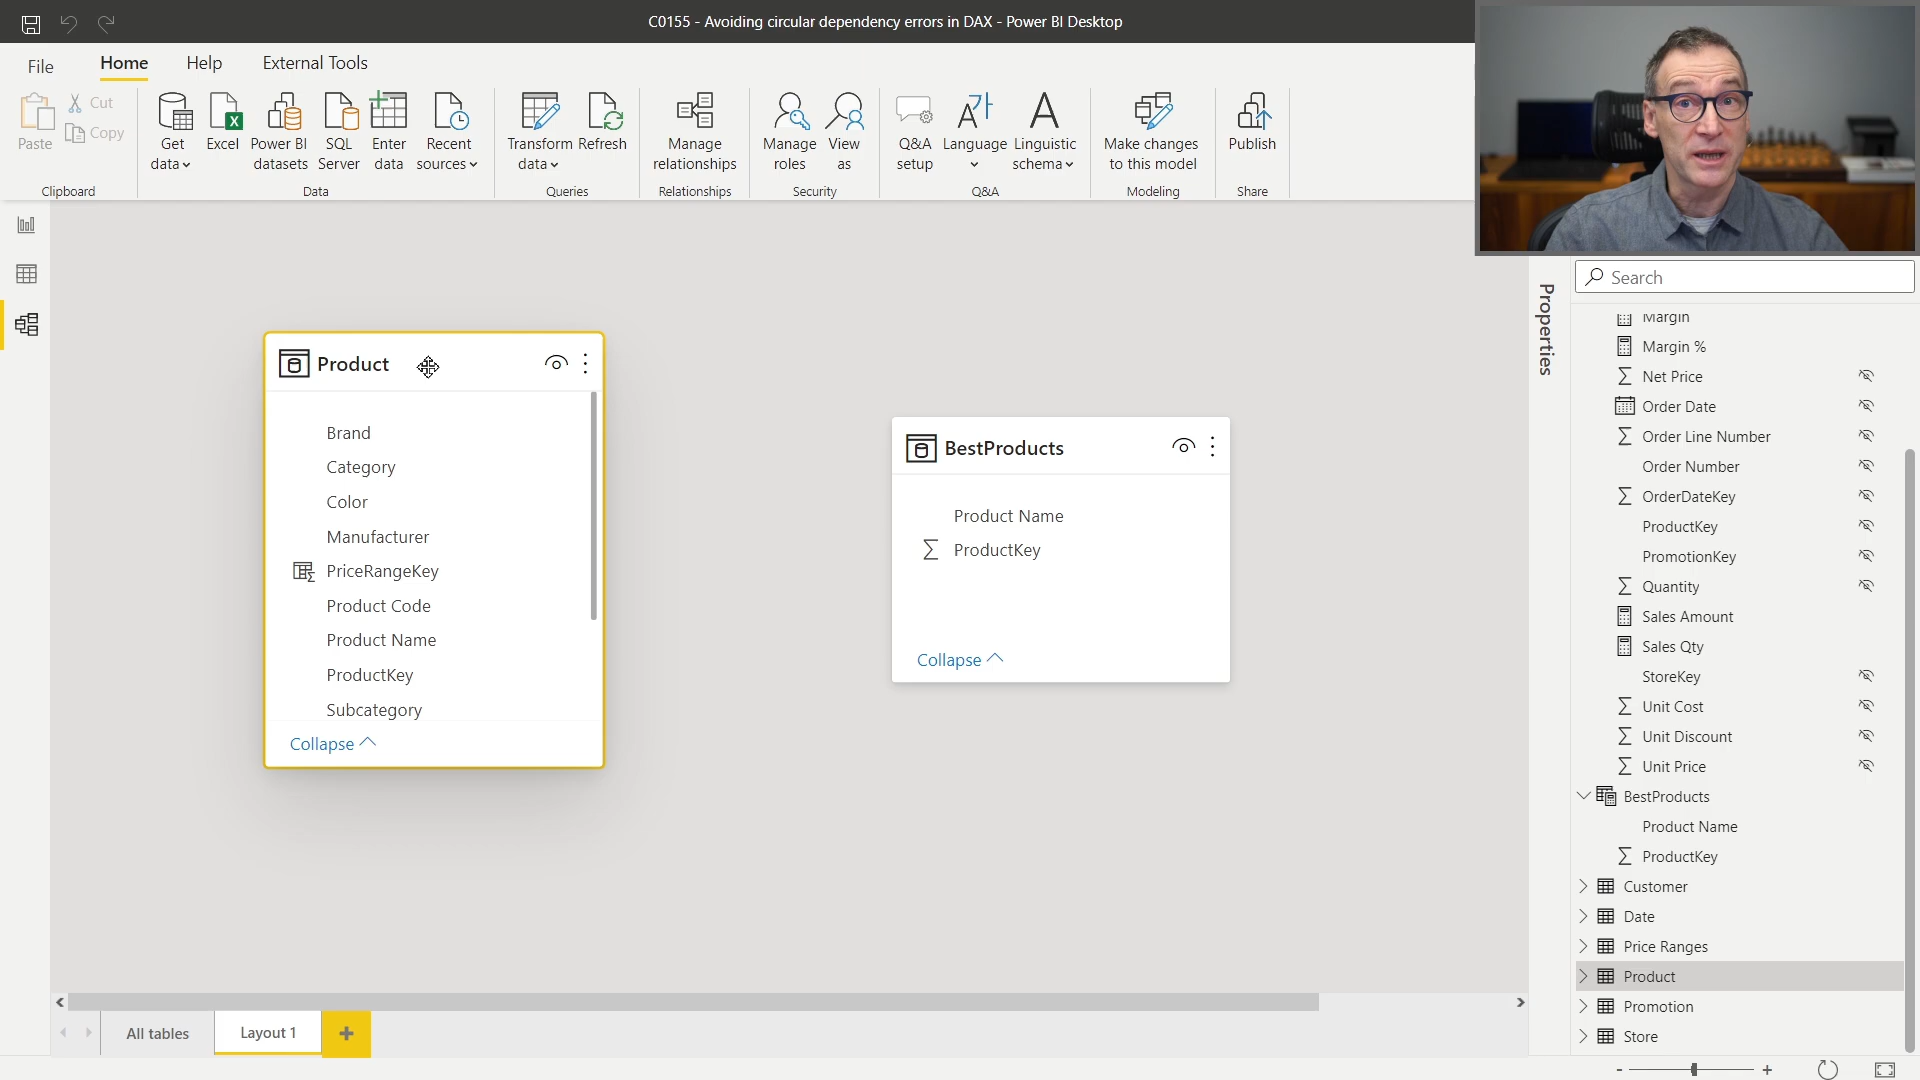 C0155 - Avoiding circular dependency errors in DAX - Power BI Desktop
File
Home
Help
External Tools
Paste
Cut
Copy
Clipboard
Get data
Excel
Power BI datasets
SQL Server
Enter data
Recent sources
Data
Transform data
Refresh
Queries
Manage relationships
Relationships
Manage roles
View as
Security
Q&A setup
Language
Linguistic schema
Q&A
Make changes to this model
Modeling
Publish
Share
Product
Brand
Category
Color
Manufacturer
PriceRangeKey
Product Code
Product Name
ProductKey
Subcategory
Collapse
BestProducts
Product Name
ProductKey
Collapse
Properties
Search
Margin
Margin %
Net Price
Order Date
Order Line Number
Order Number
OrderDateKey
ProductKey
PromotionKey
Quantity
Sales Amount
Sales Qty
StoreKey
Unit Cost
Unit Discount
Unit Price
BestProducts
Product Name
ProductKey
Customer
Date
Price Ranges
Product
Promotion
Store
All tables
Layout 1